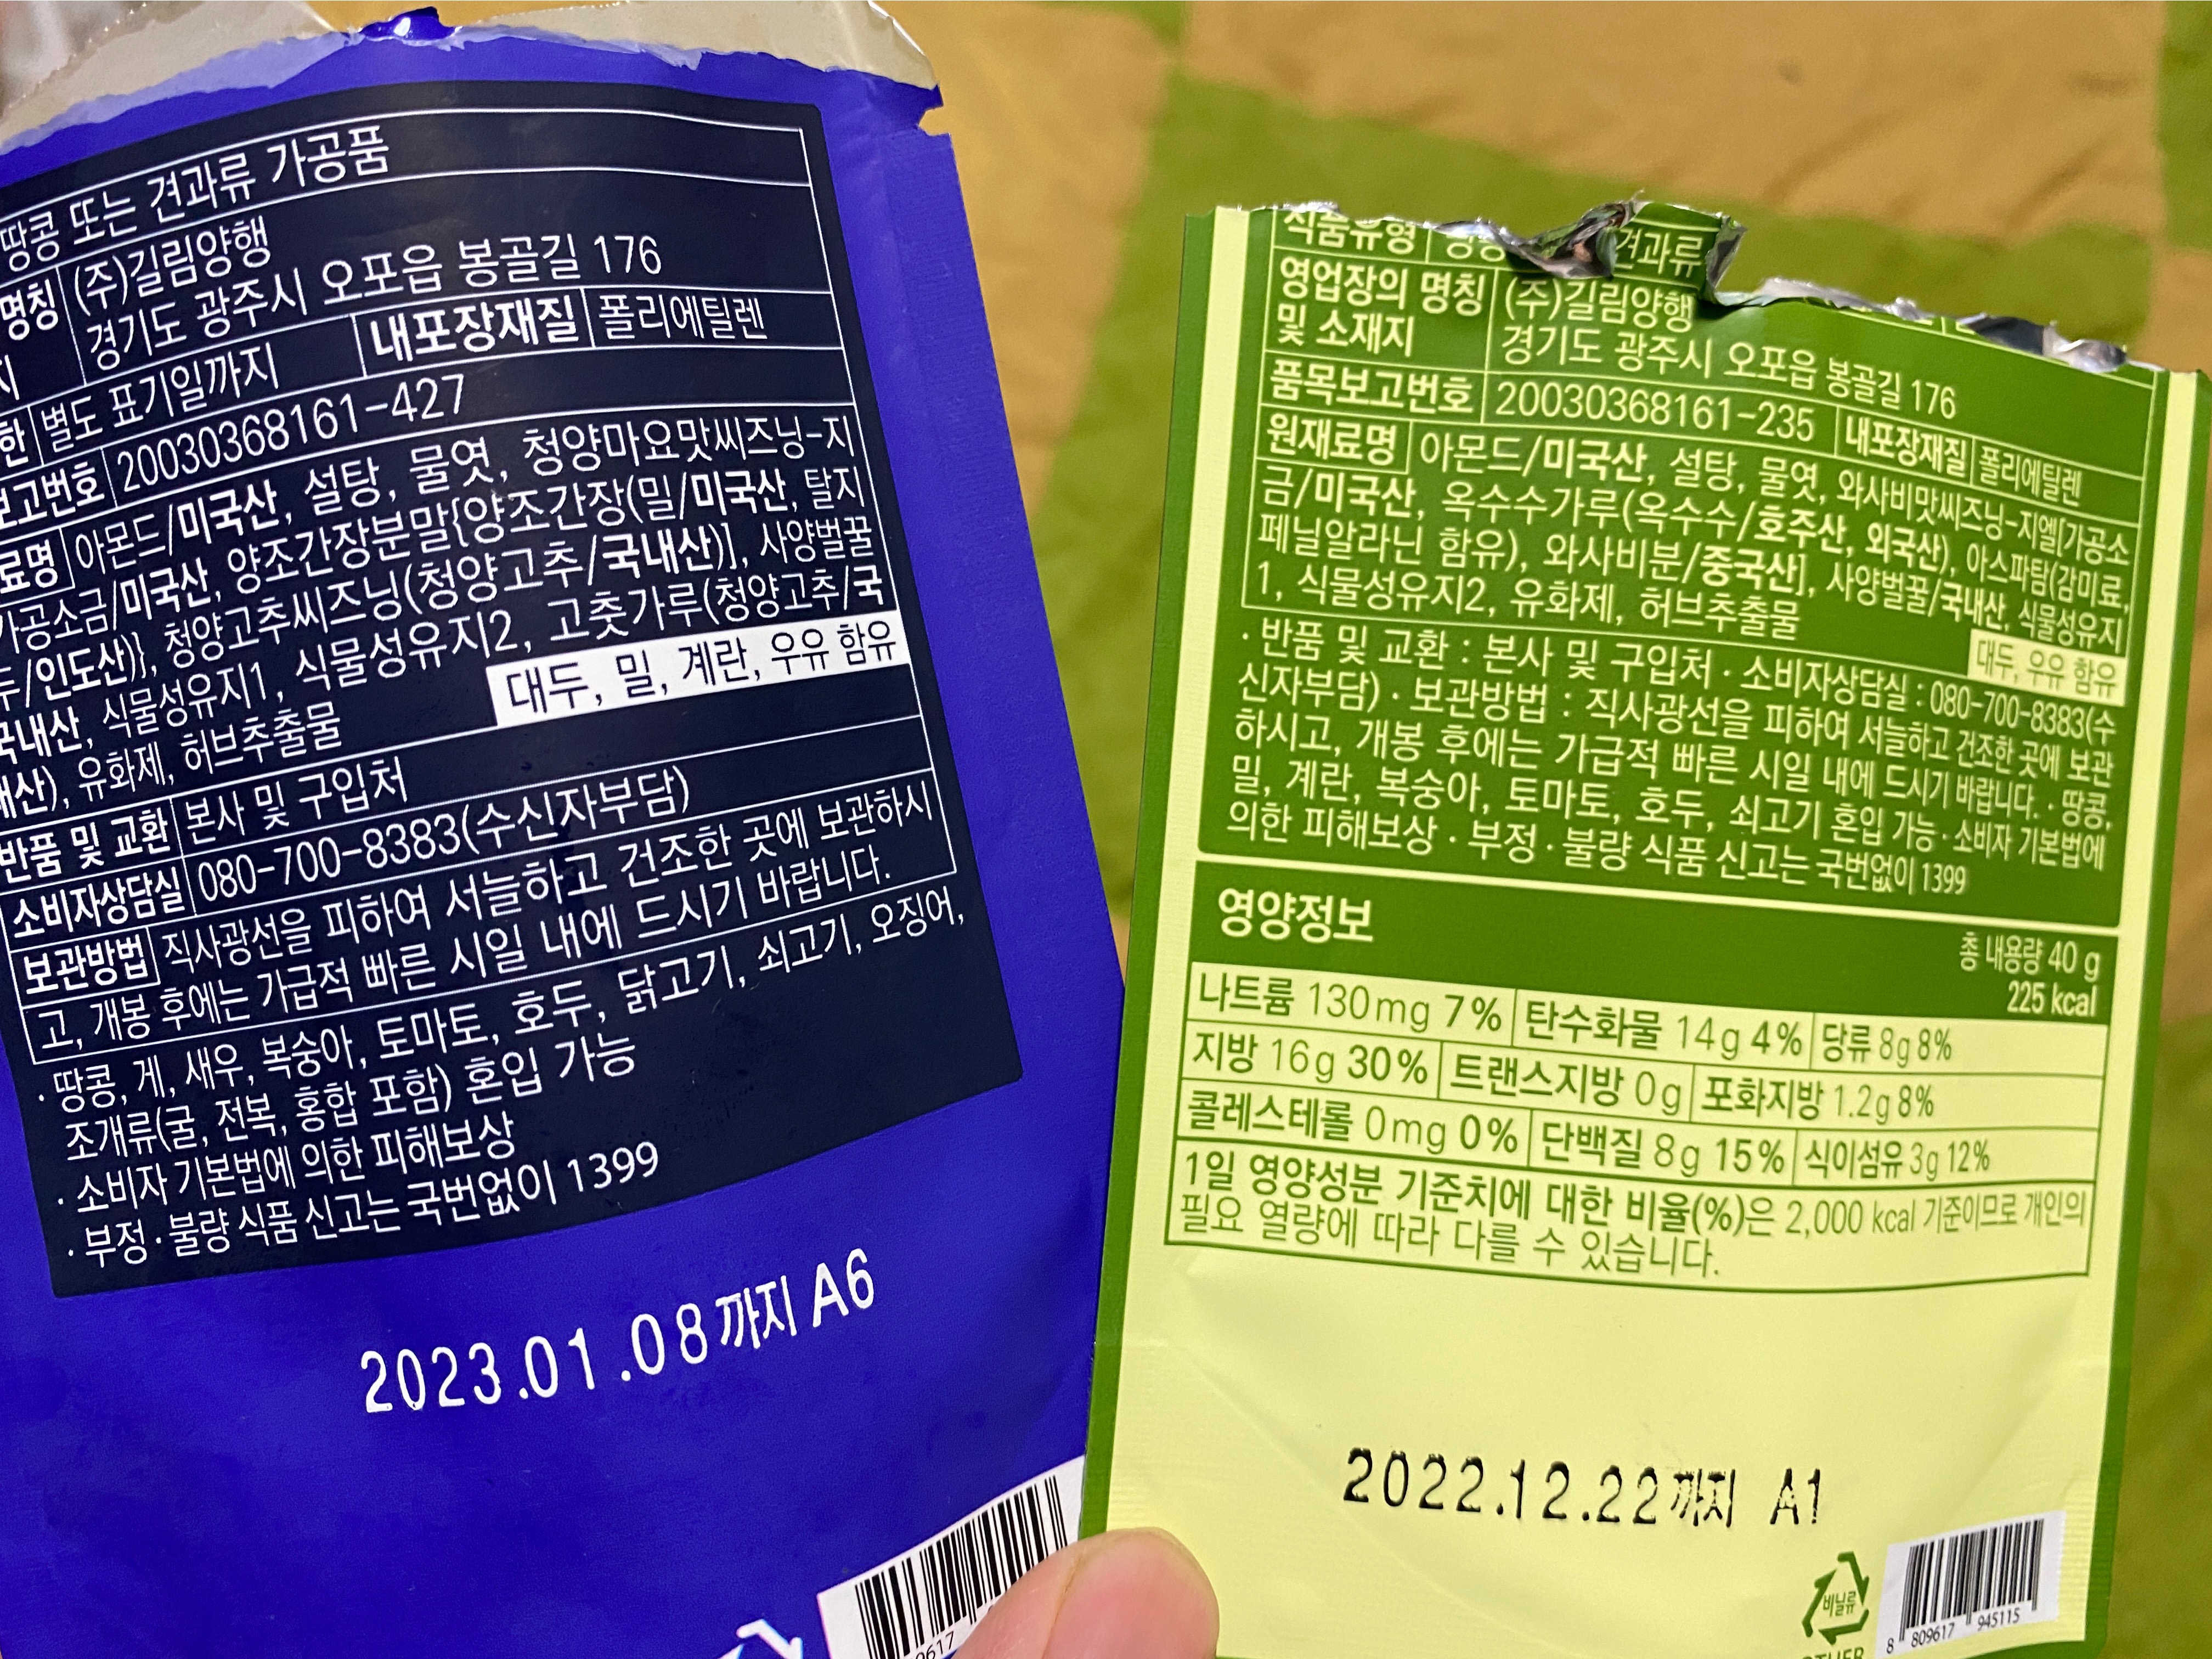 땅콩 또는 견과류 가공품
명칭 (주)길림양행
지 경기도 광주시 오포읍 봉골길 176
한 별도 표기일까지 내포장재질 폴리에틸렌
보고번호 20030368161-427
료명 아몬드/미국산, 설탕, 물엿, 청양마요맛씨즈닝-지
가공소금/미국산, 양조간장분말{양조간장(밀/미국산, 탈지
두/인도산)}, 청양고추씨즈닝(청양고추/국내산)], 사양벌꿀
국내산, 식물성유지1, 식물성유지2, 고춧가루(청양고추/국
내산), 유화제, 허브추출물
대두, 밀, 계란, 우유 함유
반품 및 교환 본사 및 구입처
소비자상담실 080-700-8383(수신자부담)
보관방법 직사광선을 피하여 서늘하고 건조한 곳에 보관하시
고, 개봉 후에는 가급적 빠른 시일 내에 드시기 바랍니다.
· 땅콩, 게, 새우, 복숭아, 토마토, 호두, 닭고기, 쇠고기, 오징어,
조개류(굴, 전복, 홍합 포함) 혼입 가능
· 소비자 기본법에 의한 피해보상
· 부정·불량 식품 신고는 국번없이 1399
2023.01.08까지 A6
9617
식품유형 견과류
영업장의 명칭 (주)길림양행
및 소재지 경기도 광주시 오포읍 봉골길 176
품목보고번호 20030368161-235 내포장재질 폴리에틸렌
원재료명 아몬드/미국산, 설탕, 물엿, 와사비맛씨즈닝-지엘[가공소
금/미국산, 옥수수가루(옥수수/호주산, 외국산), 아스파탐(감미료,
페닐알라닌 함유), 와사비분/중국산], 사양벌꿀/국내산, 식물성유지
1, 식물성유지2, 유화제, 허브추출물
대두, 우유 함유
· 반품 및 교환 : 본사 및 구입처 · 소비자상담실 : 080-700-8383(수
신자부담) · 보관방법 : 직사광선을 피하여 서늘하고 건조한 곳에 보관
하시고, 개봉 후에는 가급적 빠른 시일 내에 드시기 바랍니다. · 땅콩,
밀, 계란, 복숭아, 토마토, 호두, 쇠고기 혼입 가능 · 소비자 기본법에
의한 피해보상 · 부정·불량 식품 신고는 국번없이 1399
영양정보
총 내용량 40 g
225 kcal
나트륨 130mg 7% 탄수화물 14g 4% 당류 8g 8%
지방 16g 30% 트랜스지방 0g 포화지방 1.2g 8%
콜레스테롤 0mg 0% 단백질 8g 15% 식이섬유 3g 12%
1일 영양성분 기준치에 대한 비율(%)은 2,000 kcal 기준이므로 개인의
필요 열량에 따라 다를 수 있습니다.
2022.12.22까지 A1
비닐류
8 809617 945115